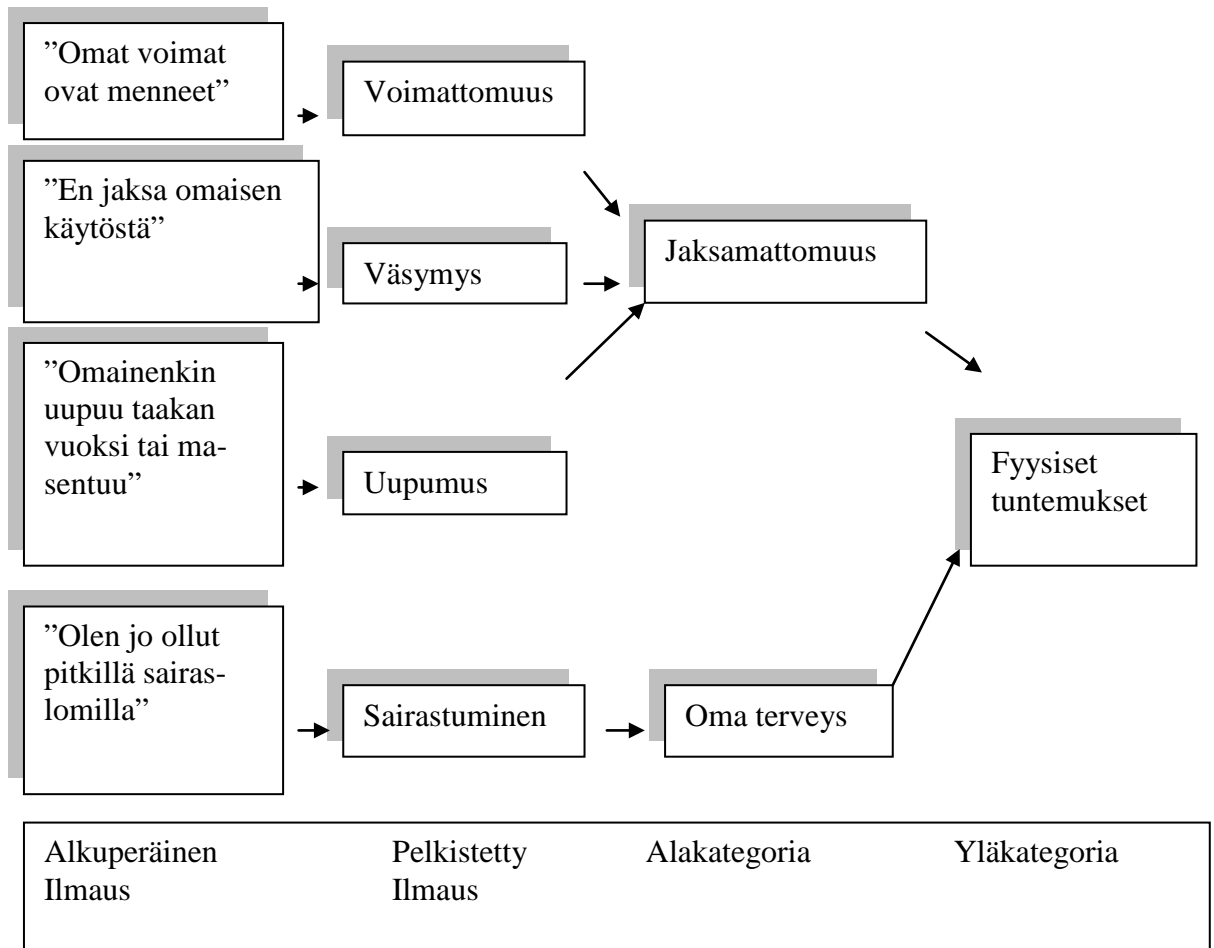 ”Omat voimat
ovat menneet”
Voimattomuus
”En jaksa omaisen
käytöstä”
Väsymys
Jaksamattomuus
”Omainenkin
uupuu taakan
vuoksi tai ma-
sentuu”
Uupumus
Fyysiset
tuntemukset
”Olen jo ollut
pitkillä sairas-
lomilla”
Sairastuminen
Oma terveys
Alkuperäinen
Ilmaus
Pelkistetty
Ilmaus
Alakategoria
Yläkategoria